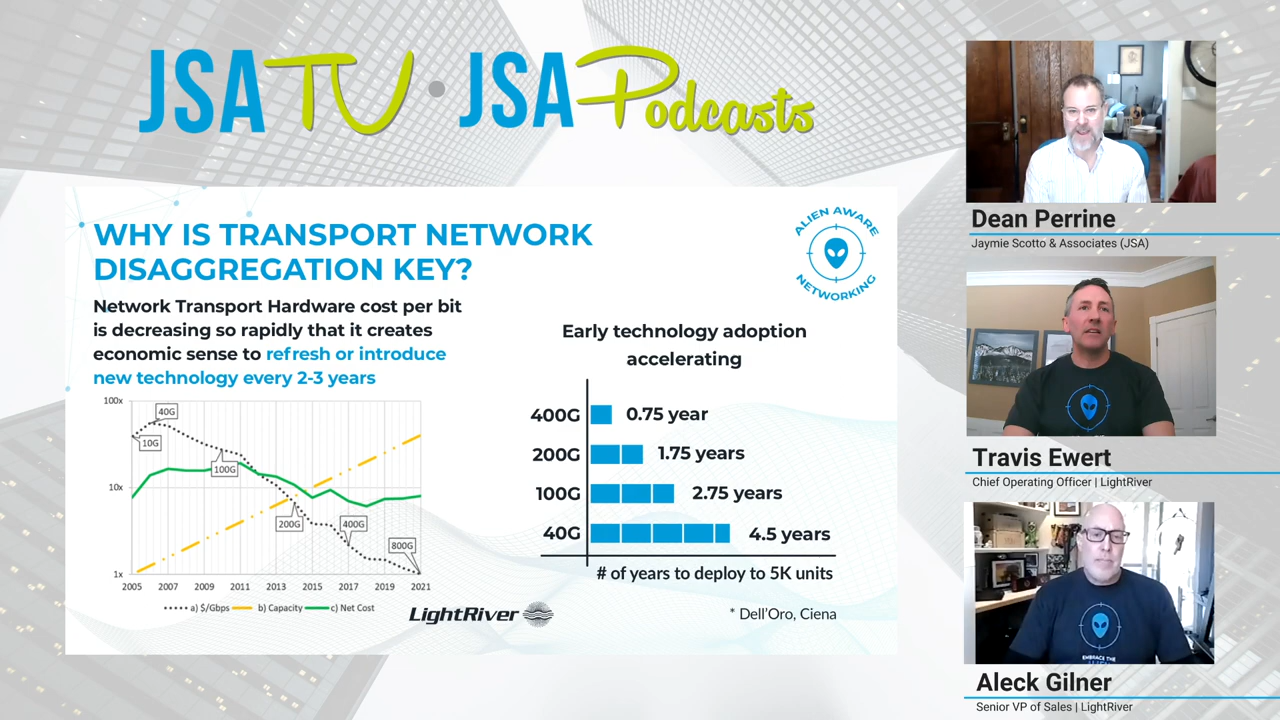 JSA TV • JSA Podcasts
WHY IS TRANSPORT NETWORK
DISAGGREGATION KEY?
Network Transport Hardware cost per bit
is decreasing so rapidly that it creates
economic sense to refresh or introduce
new technology every 2-3 years
100x
10x
1x
40G
10G
100G
200G
400G
800G
2005 2007 2009 2011 2013 2015 2017 2019 2021
a) $/Gbps b) Capacity c) Net Cost
LightRiver
ALIEN AWARE
NETWORKING
Early technology adoption
accelerating
400G 0.75 year
200G 1.75 years
100G 2.75 years
40G 4.5 years
# of years to deploy to 5K units
* Dell'Oro, Ciena
Dean Perrine
Jaymie Scotto & Associates (JSA)
Travis Ewert
Chief Operating Officer | LightRiver
EMBRACE THE
Aleck Gilner
Senior VP of Sales | LightRiver